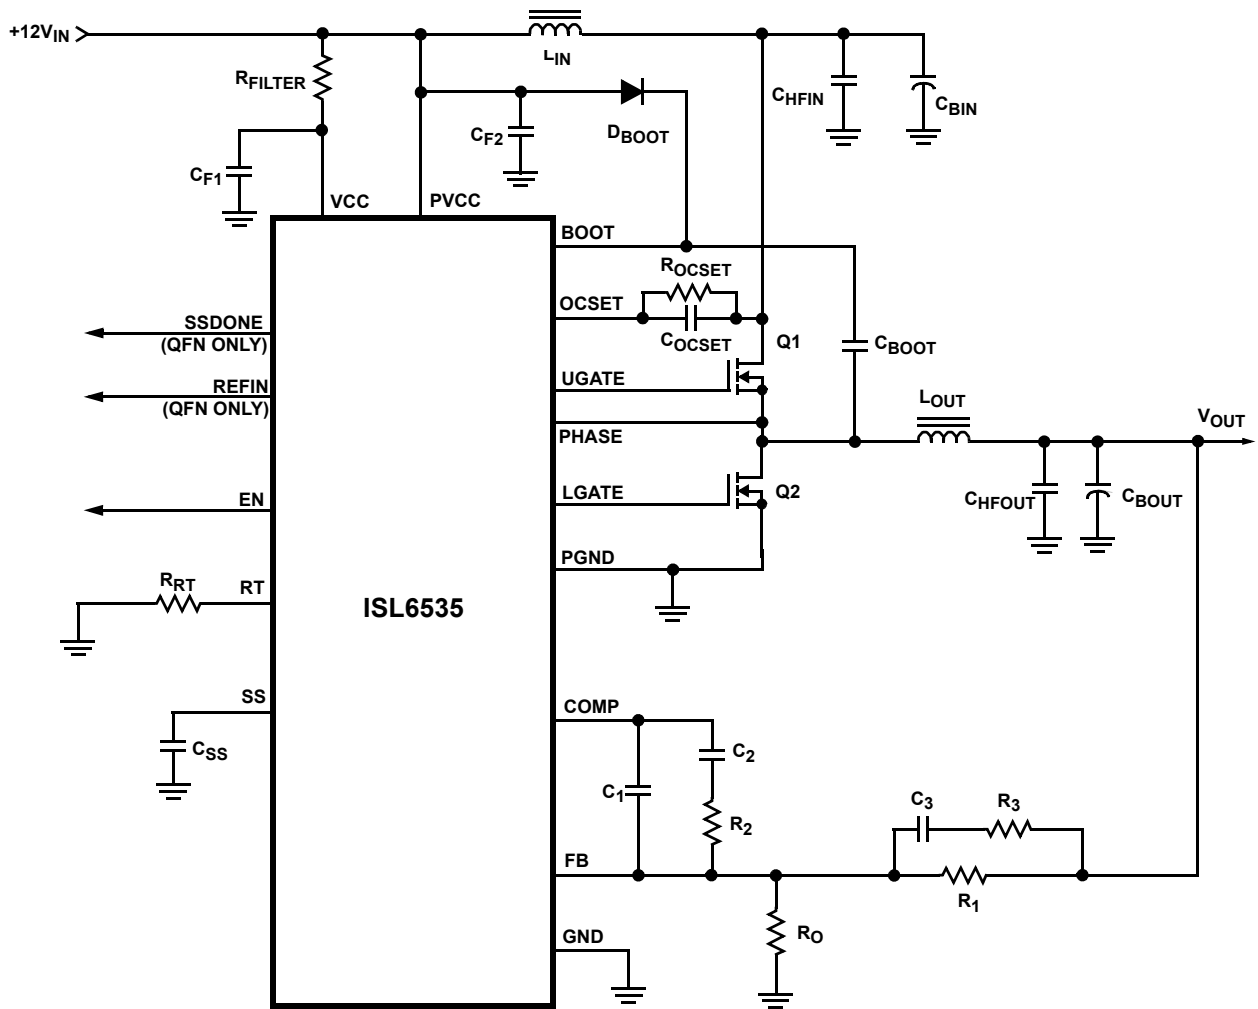 +12VIN
LIN
RFILTER
CHFIN
CBIN
CF2
DBOOT
CF1
VCC
PVCC
BOOT
ROCSET
OCSET
SSDONE
(QFN ONLY)
COCSET
Q1
CBOOT
REFIN
(QFN ONLY)
UGATE
LOUT
VOUT
PHASE
EN
LGATE
Q2
CHFOUT
CBOUT
PGND
RRT
RT
ISL6535
SS
COMP
CSS
C2
C1
R2
C3
R3
FB
R1
RO
GND